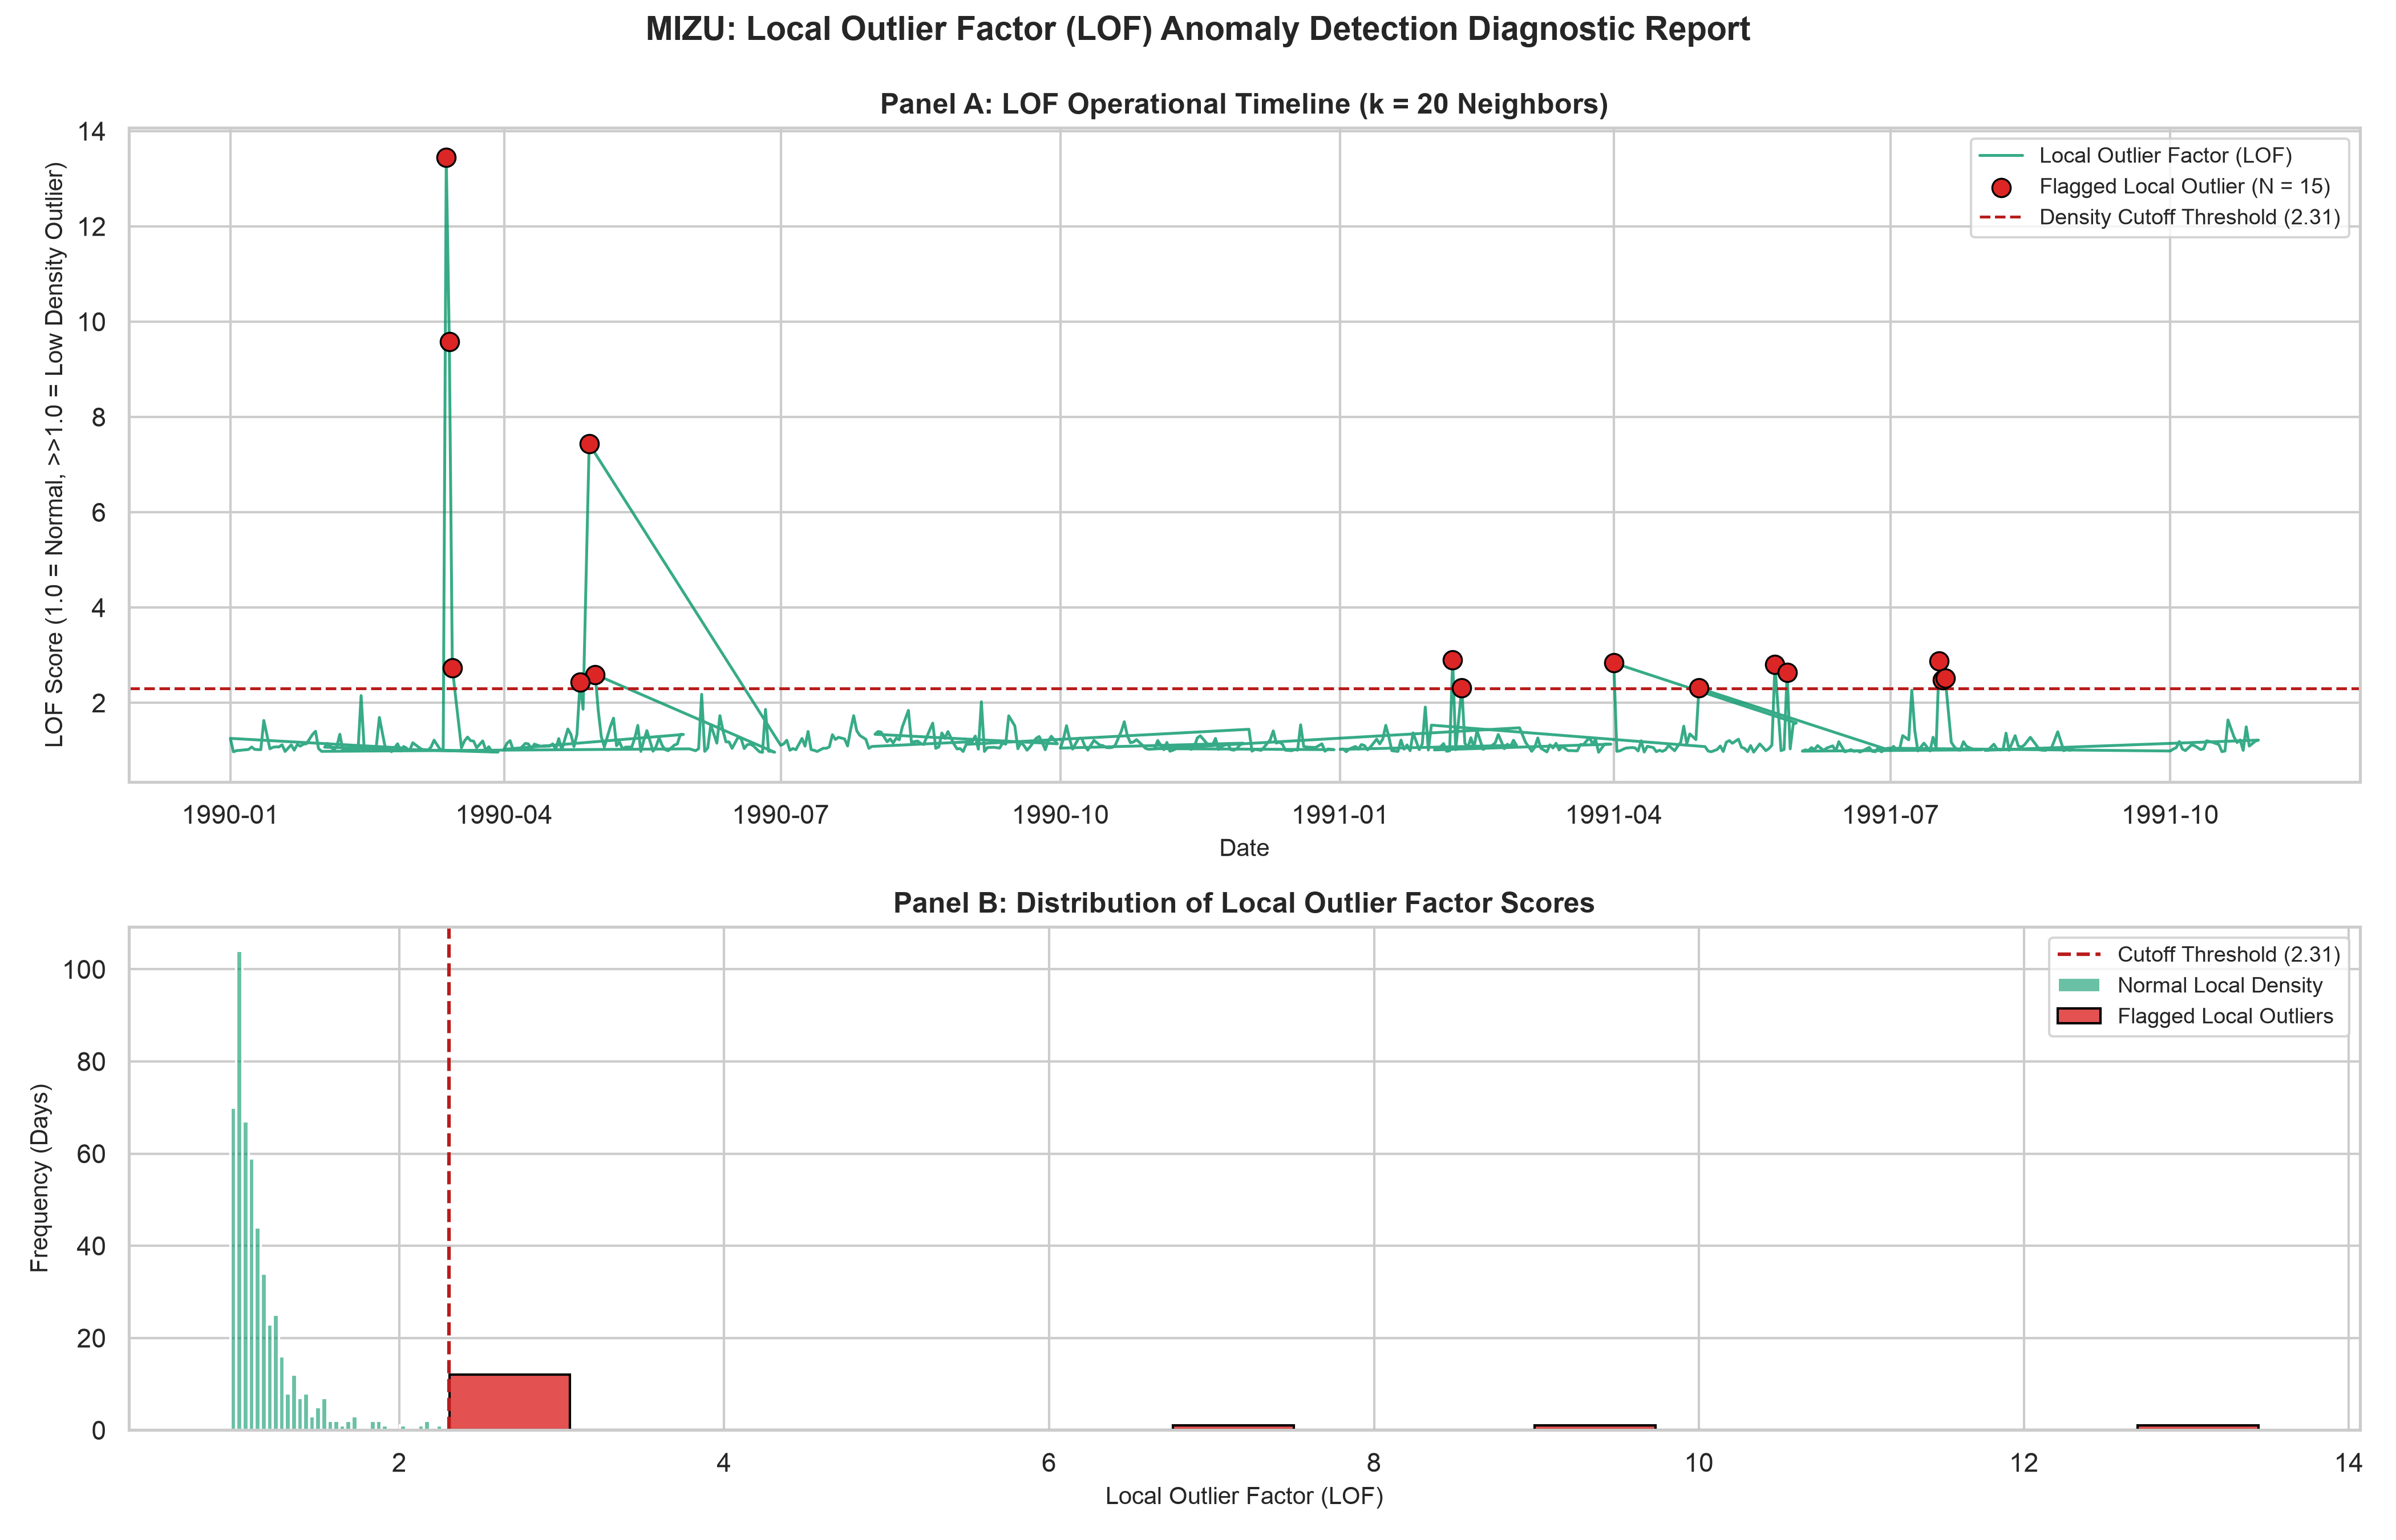 MIZU: Local Outlier Factor (LOF) Anomaly Detection Diagnostic Report
Panel A: LOF Operational Timeline (k = 20 Neighbors)
LOF Score (1.0 = Normal, >>1.0 = Low Density Outlier)
14
12
10
8
6
4
2
Local Outlier Factor (LOF)
Flagged Local Outlier (N = 15)
Density Cutoff Threshold (2.31)
1990-01
1990-04
1990-07
1990-10
1991-01
1991-04
1991-07
1991-10
Date
Panel B: Distribution of Local Outlier Factor Scores
Frequency (Days)
100
80
60
40
20
0
Cutoff Threshold (2.31)
Normal Local Density
Flagged Local Outliers
2
4
6
8
10
12
14
Local Outlier Factor (LOF)